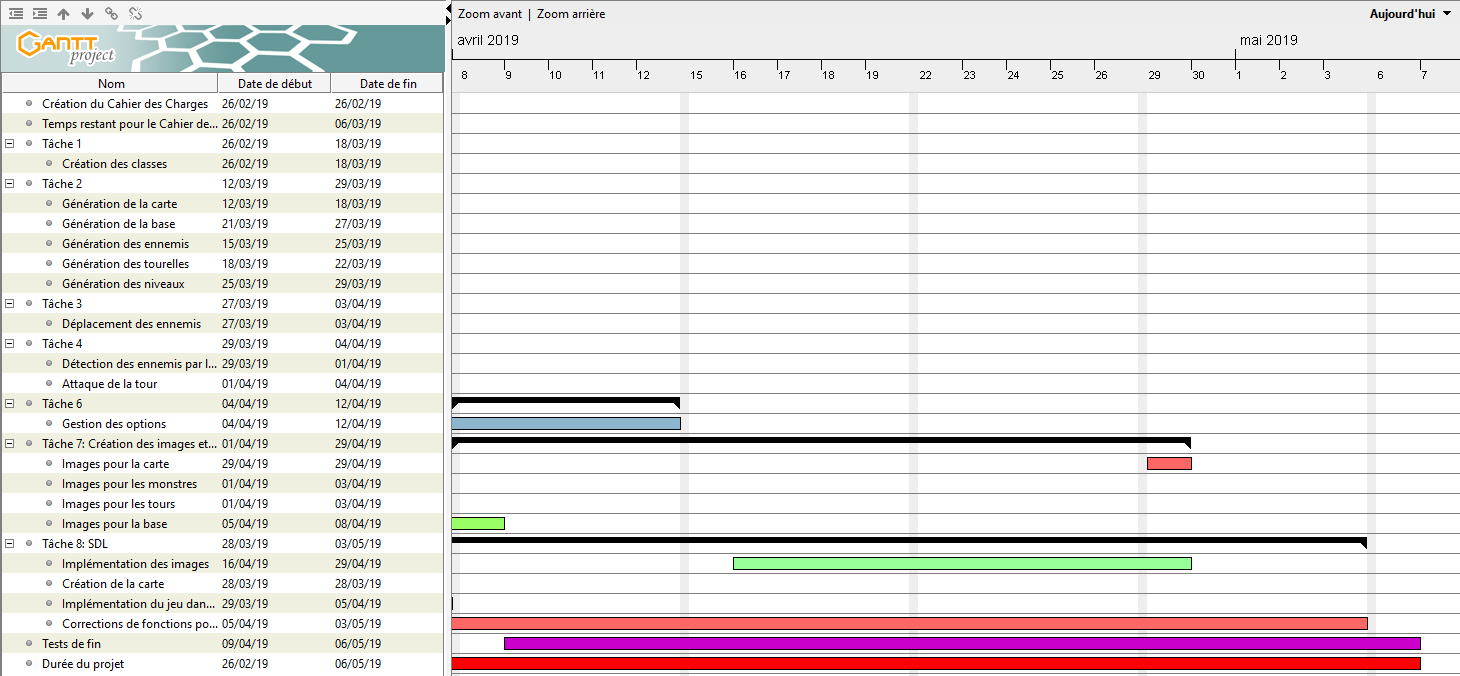 Zoom avant | Zoom arrière Aujourd'hui
GANTT project
avril 2019 mai 2019
8 9 10 11 12 15 16 17 18 19 22 23 24 25 26 29 30 1 2 3 6 7
Nom Date de début Date de fin
Création du Cahier des Charges 26/02/19 26/02/19
Temps restant pour le Cahier de... 26/02/19 06/03/19
Tâche 1 26/02/19 18/03/19
Création des classes 26/02/19 18/03/19
Tâche 2 12/03/19 29/03/19
Génération de la carte 12/03/19 18/03/19
Génération de la base 21/03/19 27/03/19
Génération des ennemis 15/03/19 25/03/19
Génération des tourelles 18/03/19 22/03/19
Génération des niveaux 25/03/19 29/03/19
Tâche 3 27/03/19 03/04/19
Déplacement des ennemis 27/03/19 03/04/19
Tâche 4 29/03/19 04/04/19
Détection des ennemis par l... 29/03/19 01/04/19
Attaque de la tour 01/04/19 04/04/19
Tâche 6 04/04/19 12/04/19
Gestion des options 04/04/19 12/04/19
Tâche 7: Création des images et... 01/04/19 29/04/19
Images pour la carte 29/04/19 29/04/19
Images pour les monstres 01/04/19 03/04/19
Images pour les tours 01/04/19 03/04/19
Images pour la base 05/04/19 08/04/19
Tâche 8: SDL 28/03/19 03/05/19
Implémentation des images 16/04/19 29/04/19
Création de la carte 28/03/19 28/03/19
Implémentation du jeu dan... 29/03/19 05/04/19
Corrections de fonctions po... 05/04/19 03/05/19
Tests de fin 09/04/19 06/05/19
Durée du projet 26/02/19 06/05/19